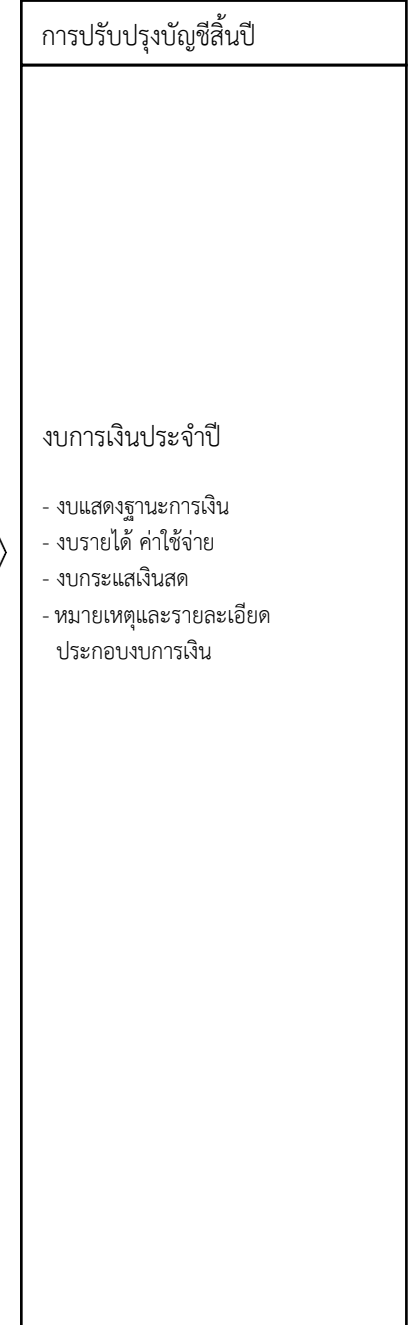 การปรับปรุงบัญชีสิ้นปี
งบการเงินประจำปี
- งบแสดงฐานะการเงิน
- งบรายได้ ค่าใช้จ่าย
- งบกระแสเงินสด
- หมายเหตุและรายละเอียด
ประกอบงบการเงิน